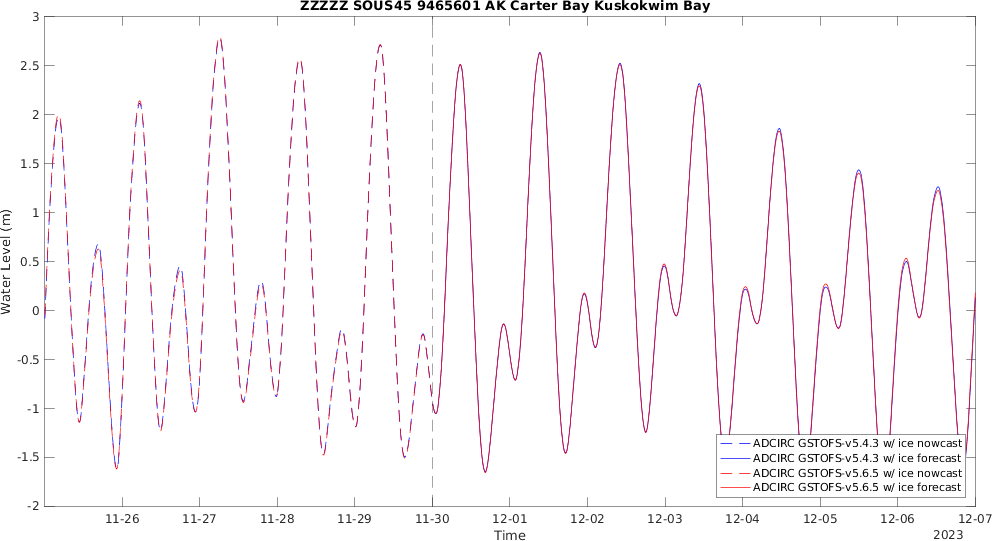 ZZZZZ SOUS45 9465601 AK Carter Bay Kuskokwim Bay
3
2.5
2
1.5
1
0.5
0
-0.5
-1
-1.5
-2
Water Level (m)
11-26 11-27 11-28 11-29 11-30 12-01 12-02 12-03 12-04 12-05 12-06 12-07
Time
2023
ADCIRC GSTOFS-v5.4.3 w/ ice nowcast
ADCIRC GSTOFS-v5.4.3 w/ ice forecast
ADCIRC GSTOFS-v5.6.5 w/ ice nowcast
ADCIRC GSTOFS-v5.6.5 w/ ice forecast